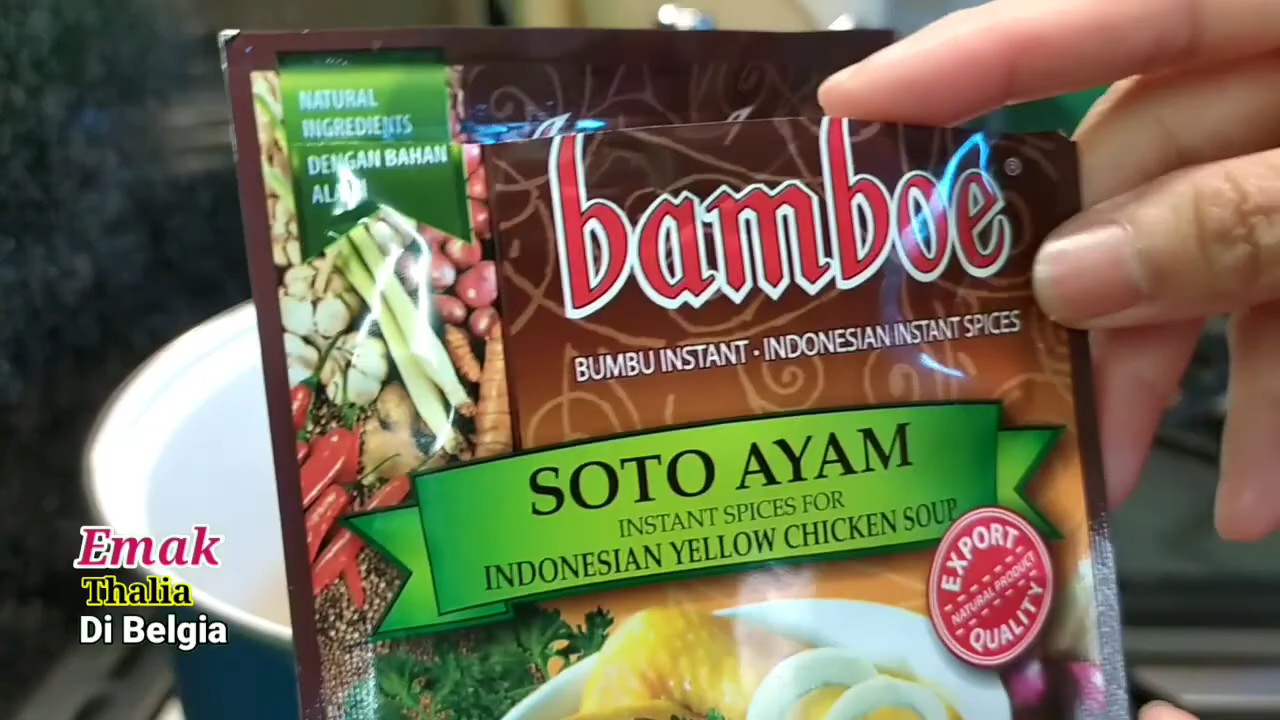 NATURAL
INGREDIENTS
DENGAN BAHAN
bamboe®
BUMBU INSTANT · INDONESIAN INSTANT SPICES
SOTO AYAM
INSTANT SPICES FOR
INDONESIAN YELLOW CHICKEN SOUP
EXPORT
NATURAL PRODUCT
QUALITY
Emak
Thalia
Di Belgia